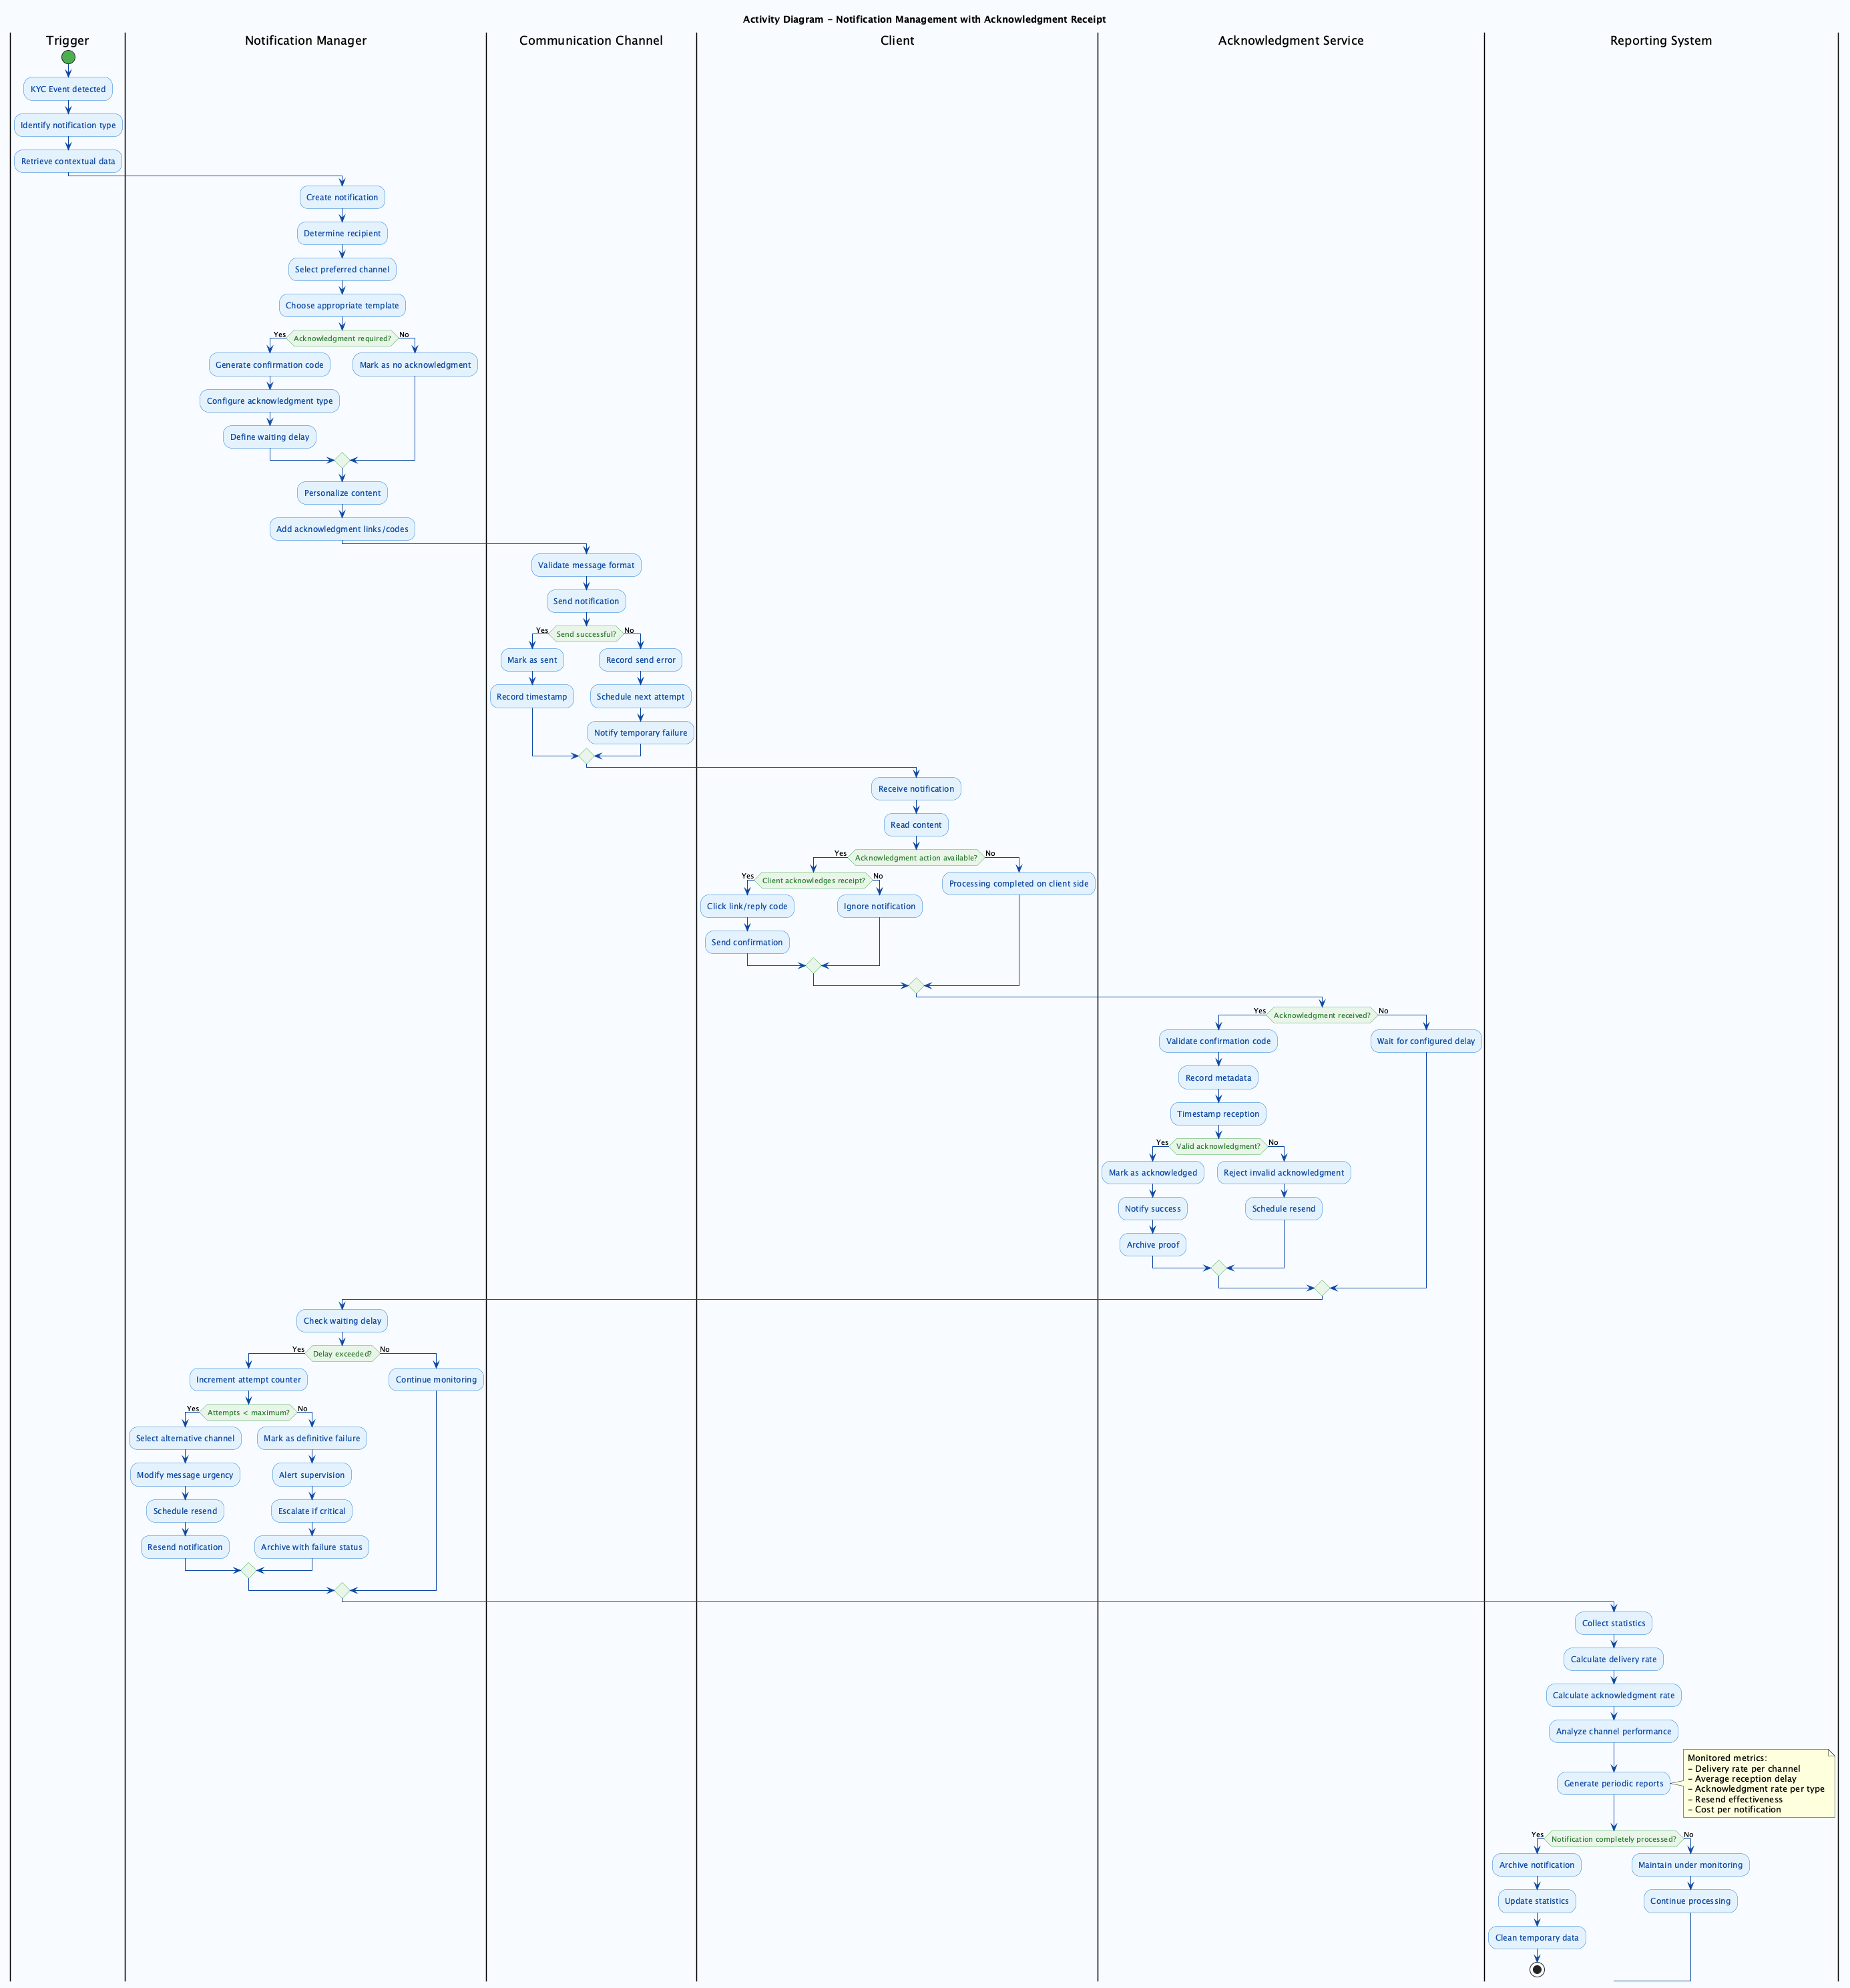 Activity Diagram - Notification Management with Acknowledgment Receipt
Trigger
Notification Manager
Communication Channel
Client
Acknowledgment Service
Reporting System
KYC Event detected
Identify notification type
Retrieve contextual data
Create notification
Determine recipient
Select preferred channel
Choose appropriate template
Yes
Acknowledgment required?
No
Generate confirmation code
Mark as no acknowledgment
Configure acknowledgment type
Define waiting delay
Personalize content
Add acknowledgment links/codes
Validate message format
Send notification
Yes
Send successful?
No
Mark as sent
Record send error
Record timestamp
Schedule next attempt
Notify temporary failure
Receive notification
Read content
Yes
Acknowledgment action available?
No
Yes
Client acknowledges receipt?
No
Processing completed on client side
Click link/reply code
Ignore notification
Send confirmation
Yes
Acknowledgment received?
No
Validate confirmation code
Wait for configured delay
Record metadata
Timestamp reception
Yes
Valid acknowledgment?
No
Mark as acknowledged
Reject invalid acknowledgment
Notify success
Schedule resend
Archive proof
Check waiting delay
Yes
Delay exceeded?
No
Increment attempt counter
Continue monitoring
Yes
Attempts < maximum?
No
Select alternative channel
Mark as definitive failure
Modify message urgency
Alert supervision
Schedule resend
Escalate if critical
Resend notification
Archive with failure status
Collect statistics
Calculate delivery rate
Calculate acknowledgment rate
Analyze channel performance
Generate periodic reports
Monitored metrics:
- Delivery rate per channel
- Average reception delay
- Acknowledgment rate per type
- Resend effectiveness
- Cost per notification
Yes
Notification completely processed?
No
Archive notification
Maintain under monitoring
Update statistics
Continue processing
Clean temporary data